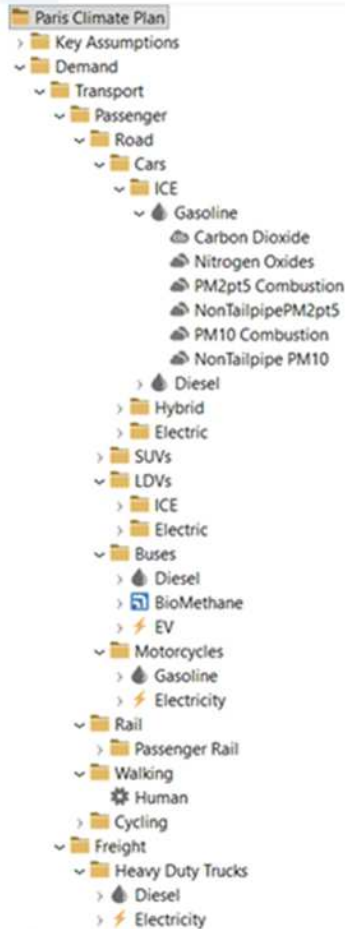 Paris Climate Plan
Key Assumptions
Demand
Transport
Passenger
Road
Cars
ICE
Gasoline
Carbon Dioxide
Nitrogen Oxides
PM2pt5 Combustion
NonTailpipePM2pt5
PM10 Combustion
NonTailpipe PM10
Diesel
Hybrid
Electric
SUVs
LDVs
ICE
Electric
Buses
Diesel
BioMethane
EV
Motorcycles
Gasoline
Electricity
Rail
Passenger Rail
Walking
Human
Cycling
Freight
Heavy Duty Trucks
Diesel
Electricity